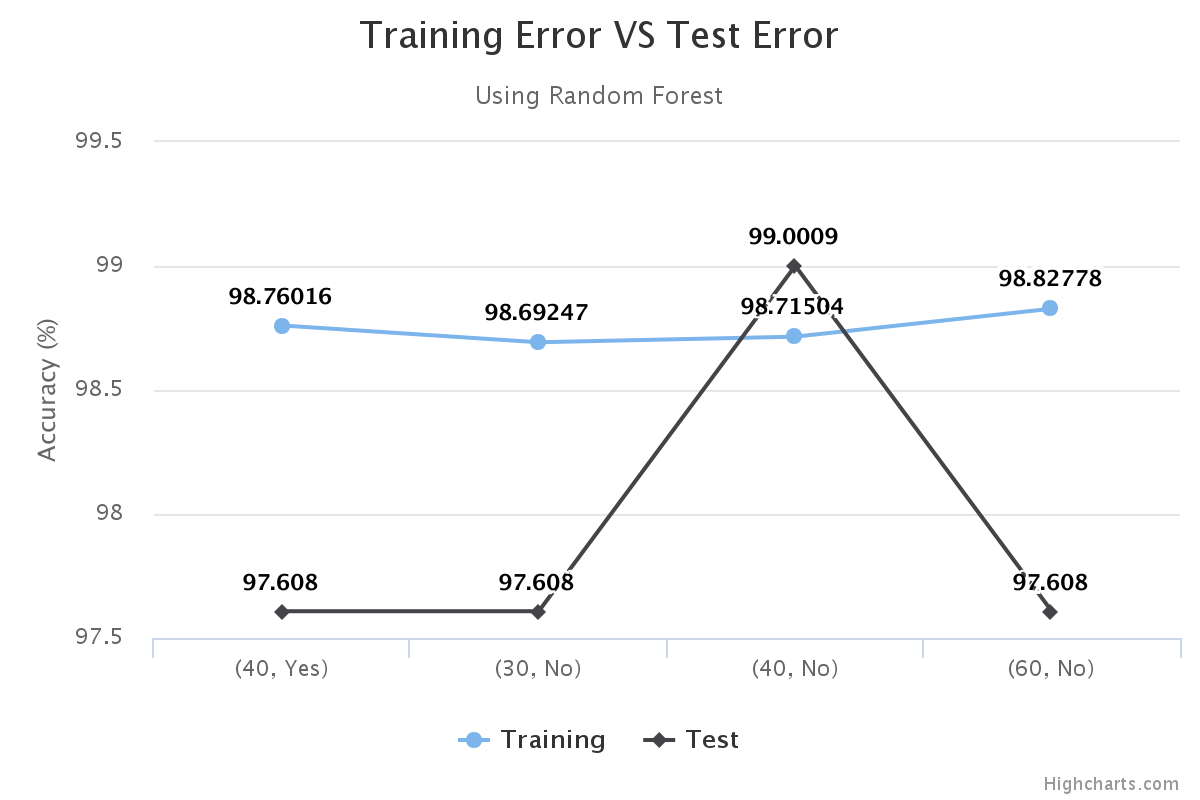 Training Error VS Test Error
Using Random Forest
Accuracy (%)
99.5
99
98.5
98
97.5
98.76016
98.69247
99.0009
98.71504
98.82778
97.608
97.608
97.608
(40, Yes)
(30, No)
(40, No)
(60, No)
Training
Test
Highcharts.com